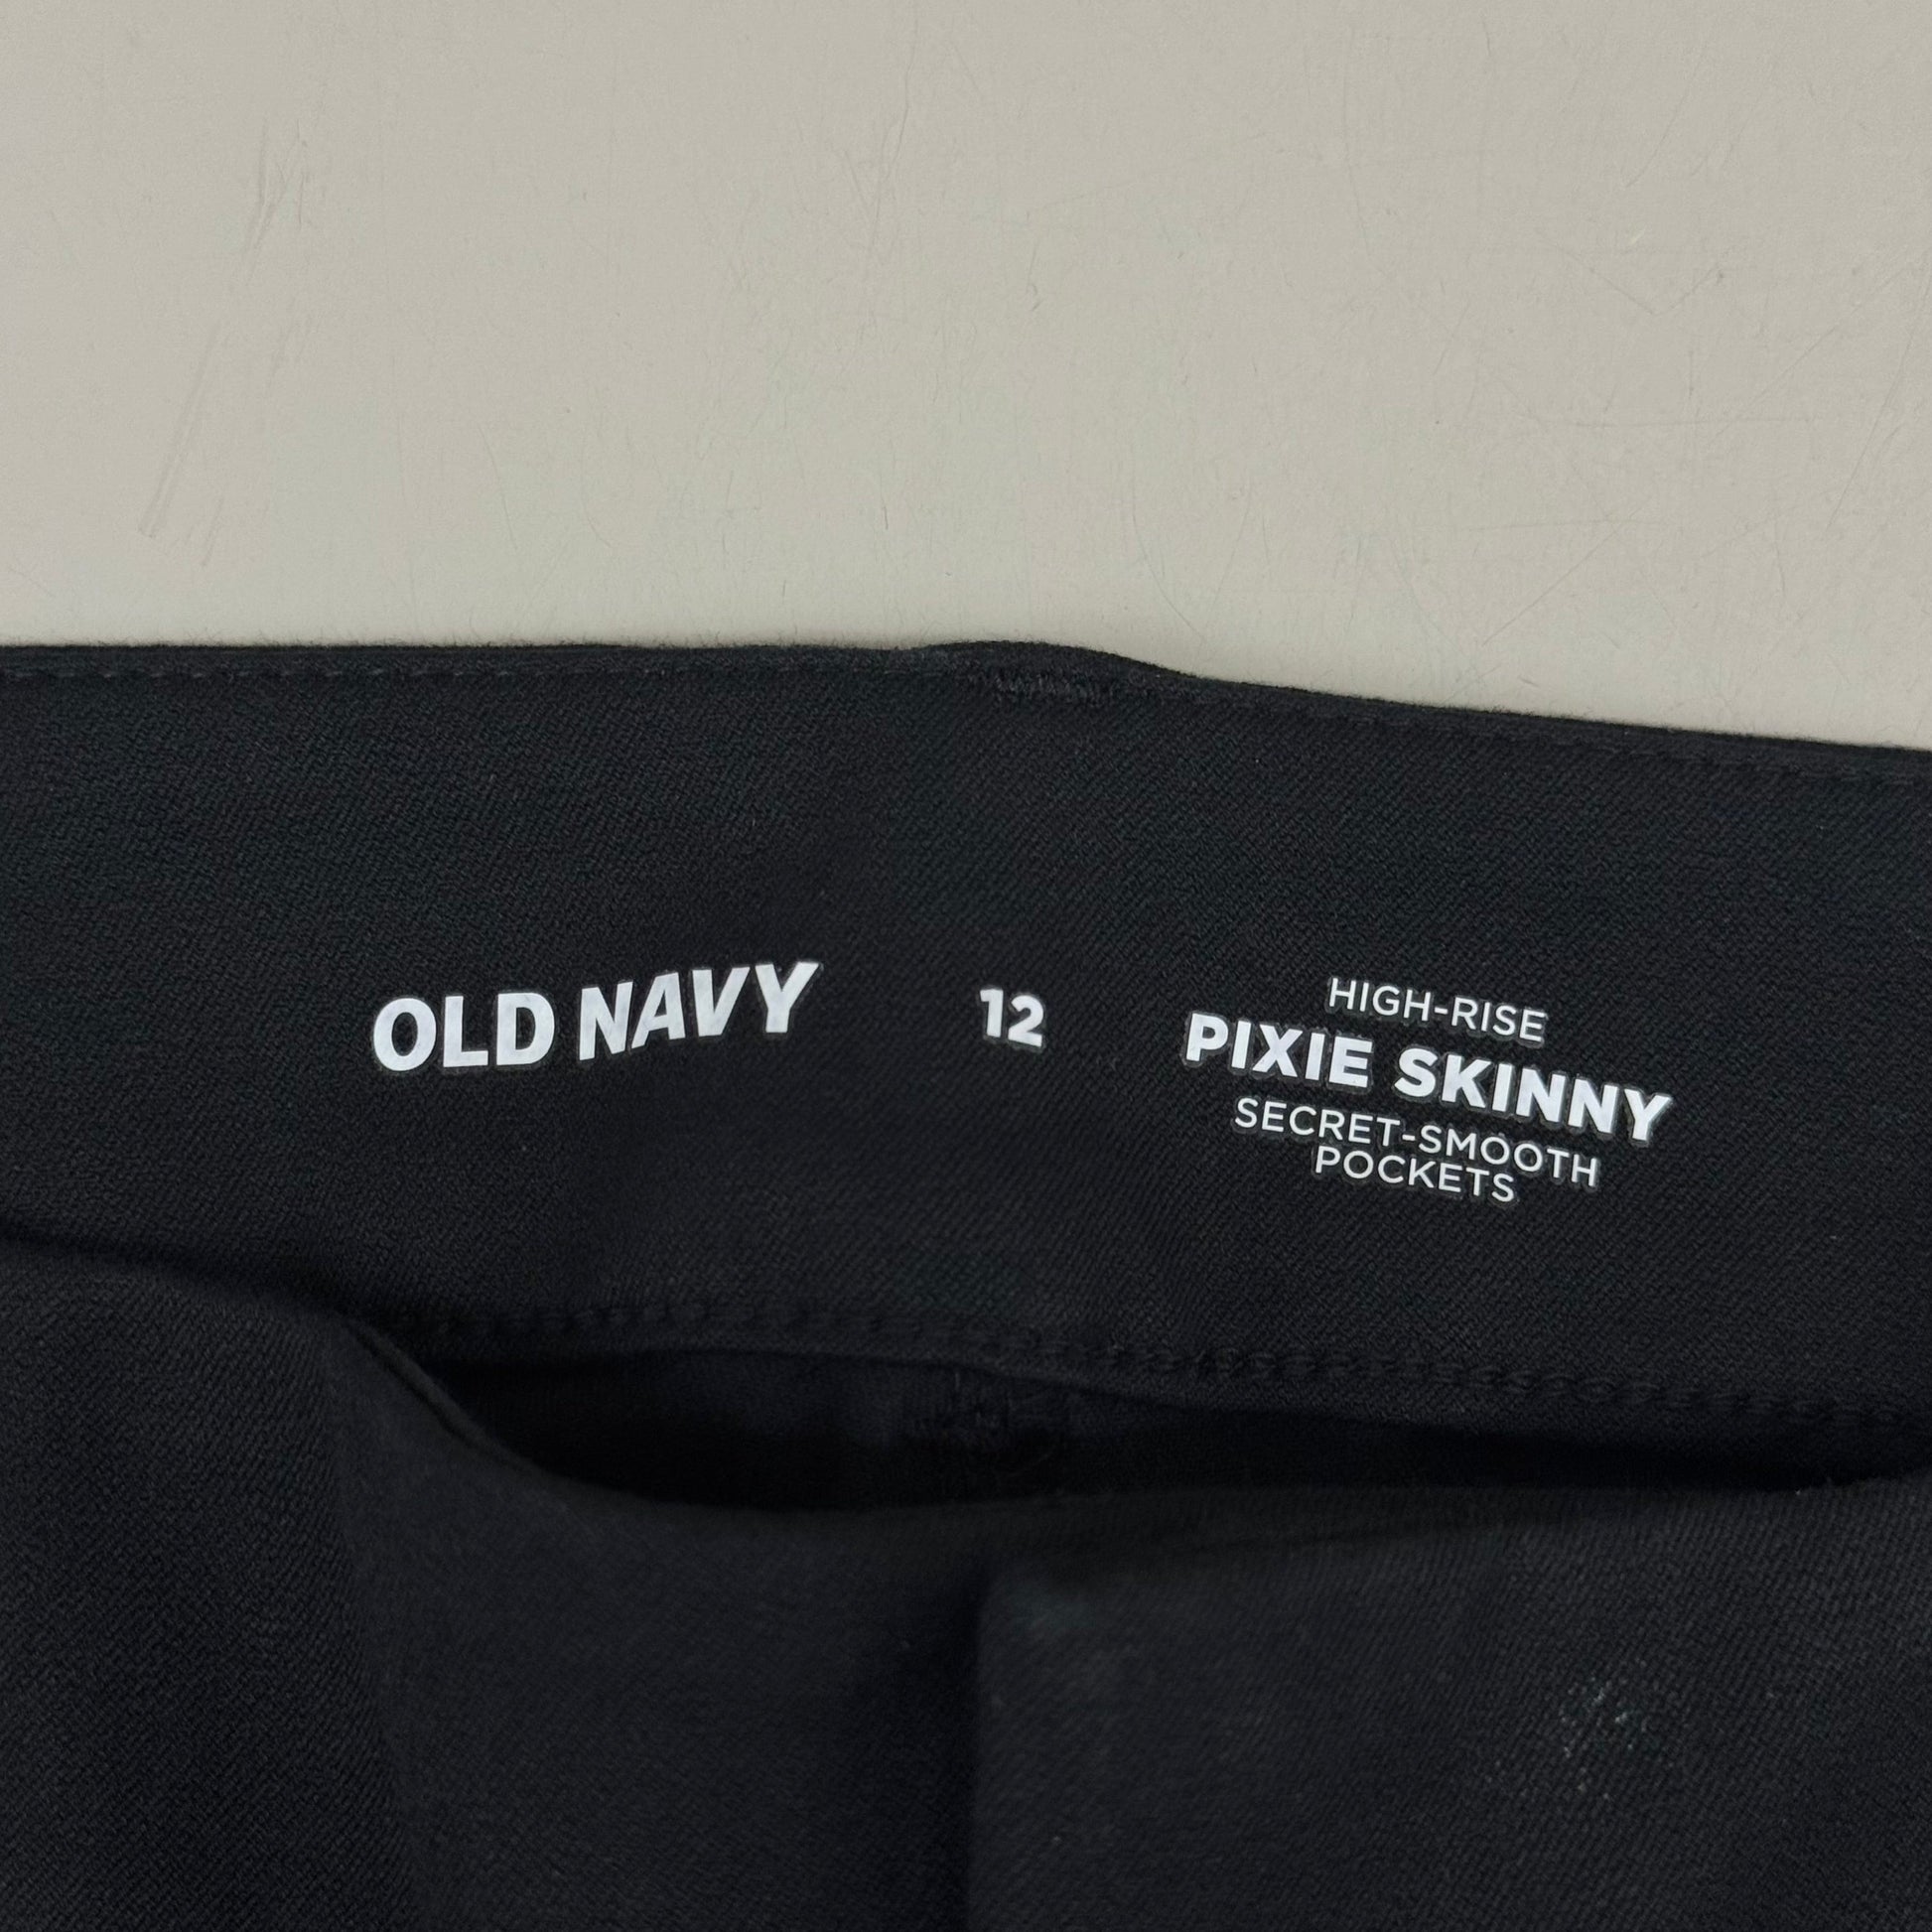 OLD NAVY
12
HIGH-RISE
PIXIE SKINNY
SECRET-SMOOTH
POCKETS